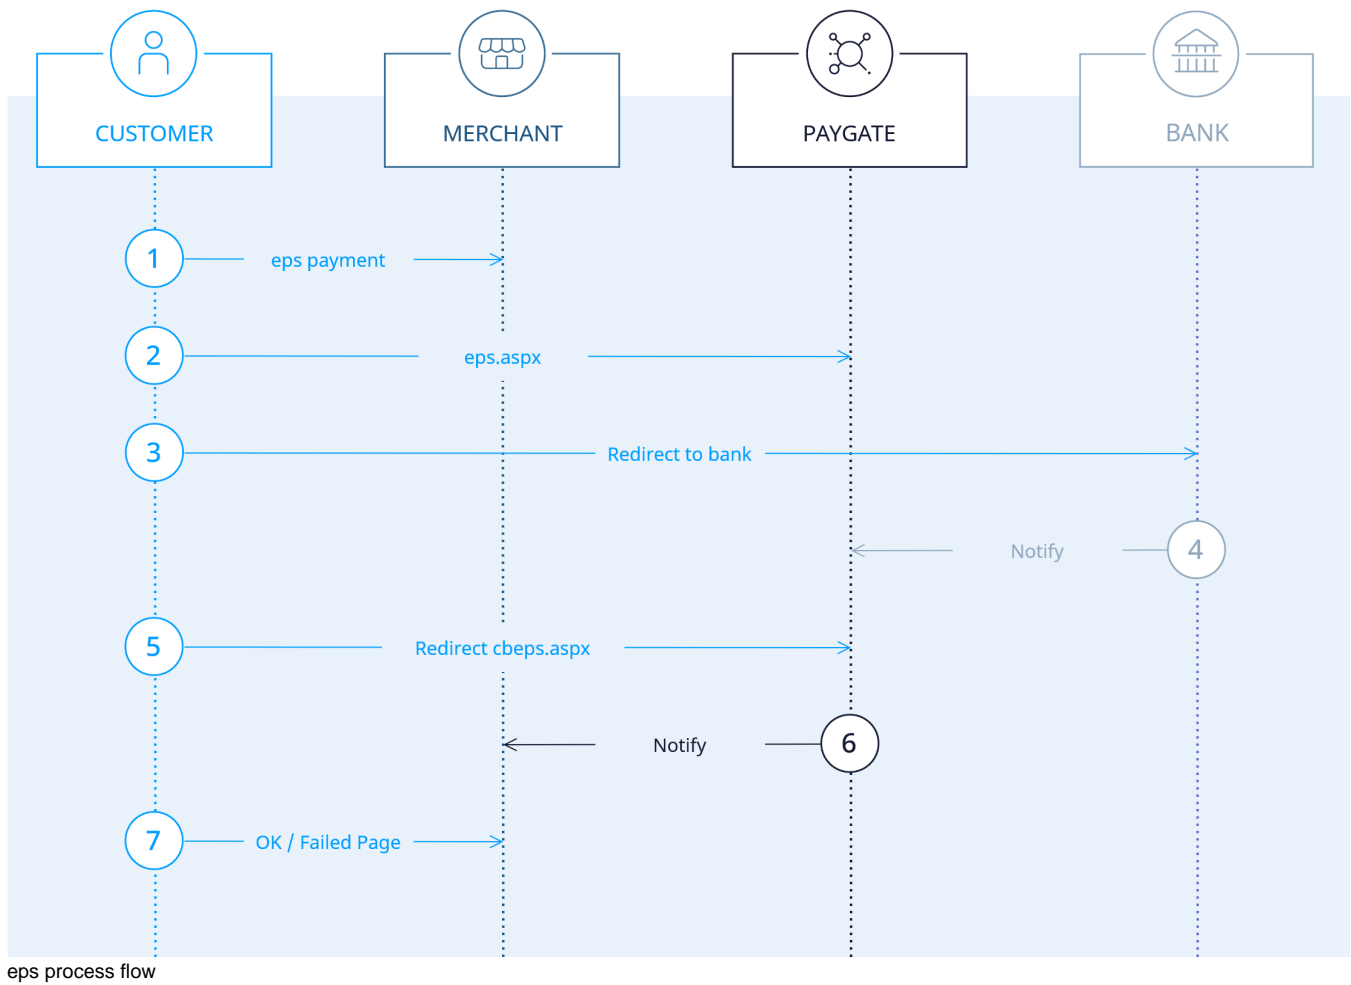 CUSTOMER
MERCHANT
PAYGATE
BANK
1
eps payment
2
eps.aspx
3
Redirect to bank
Notify
4
5
Redirect cbeps.aspx
Notify
6
7
OK / Failed Page
eps process flow